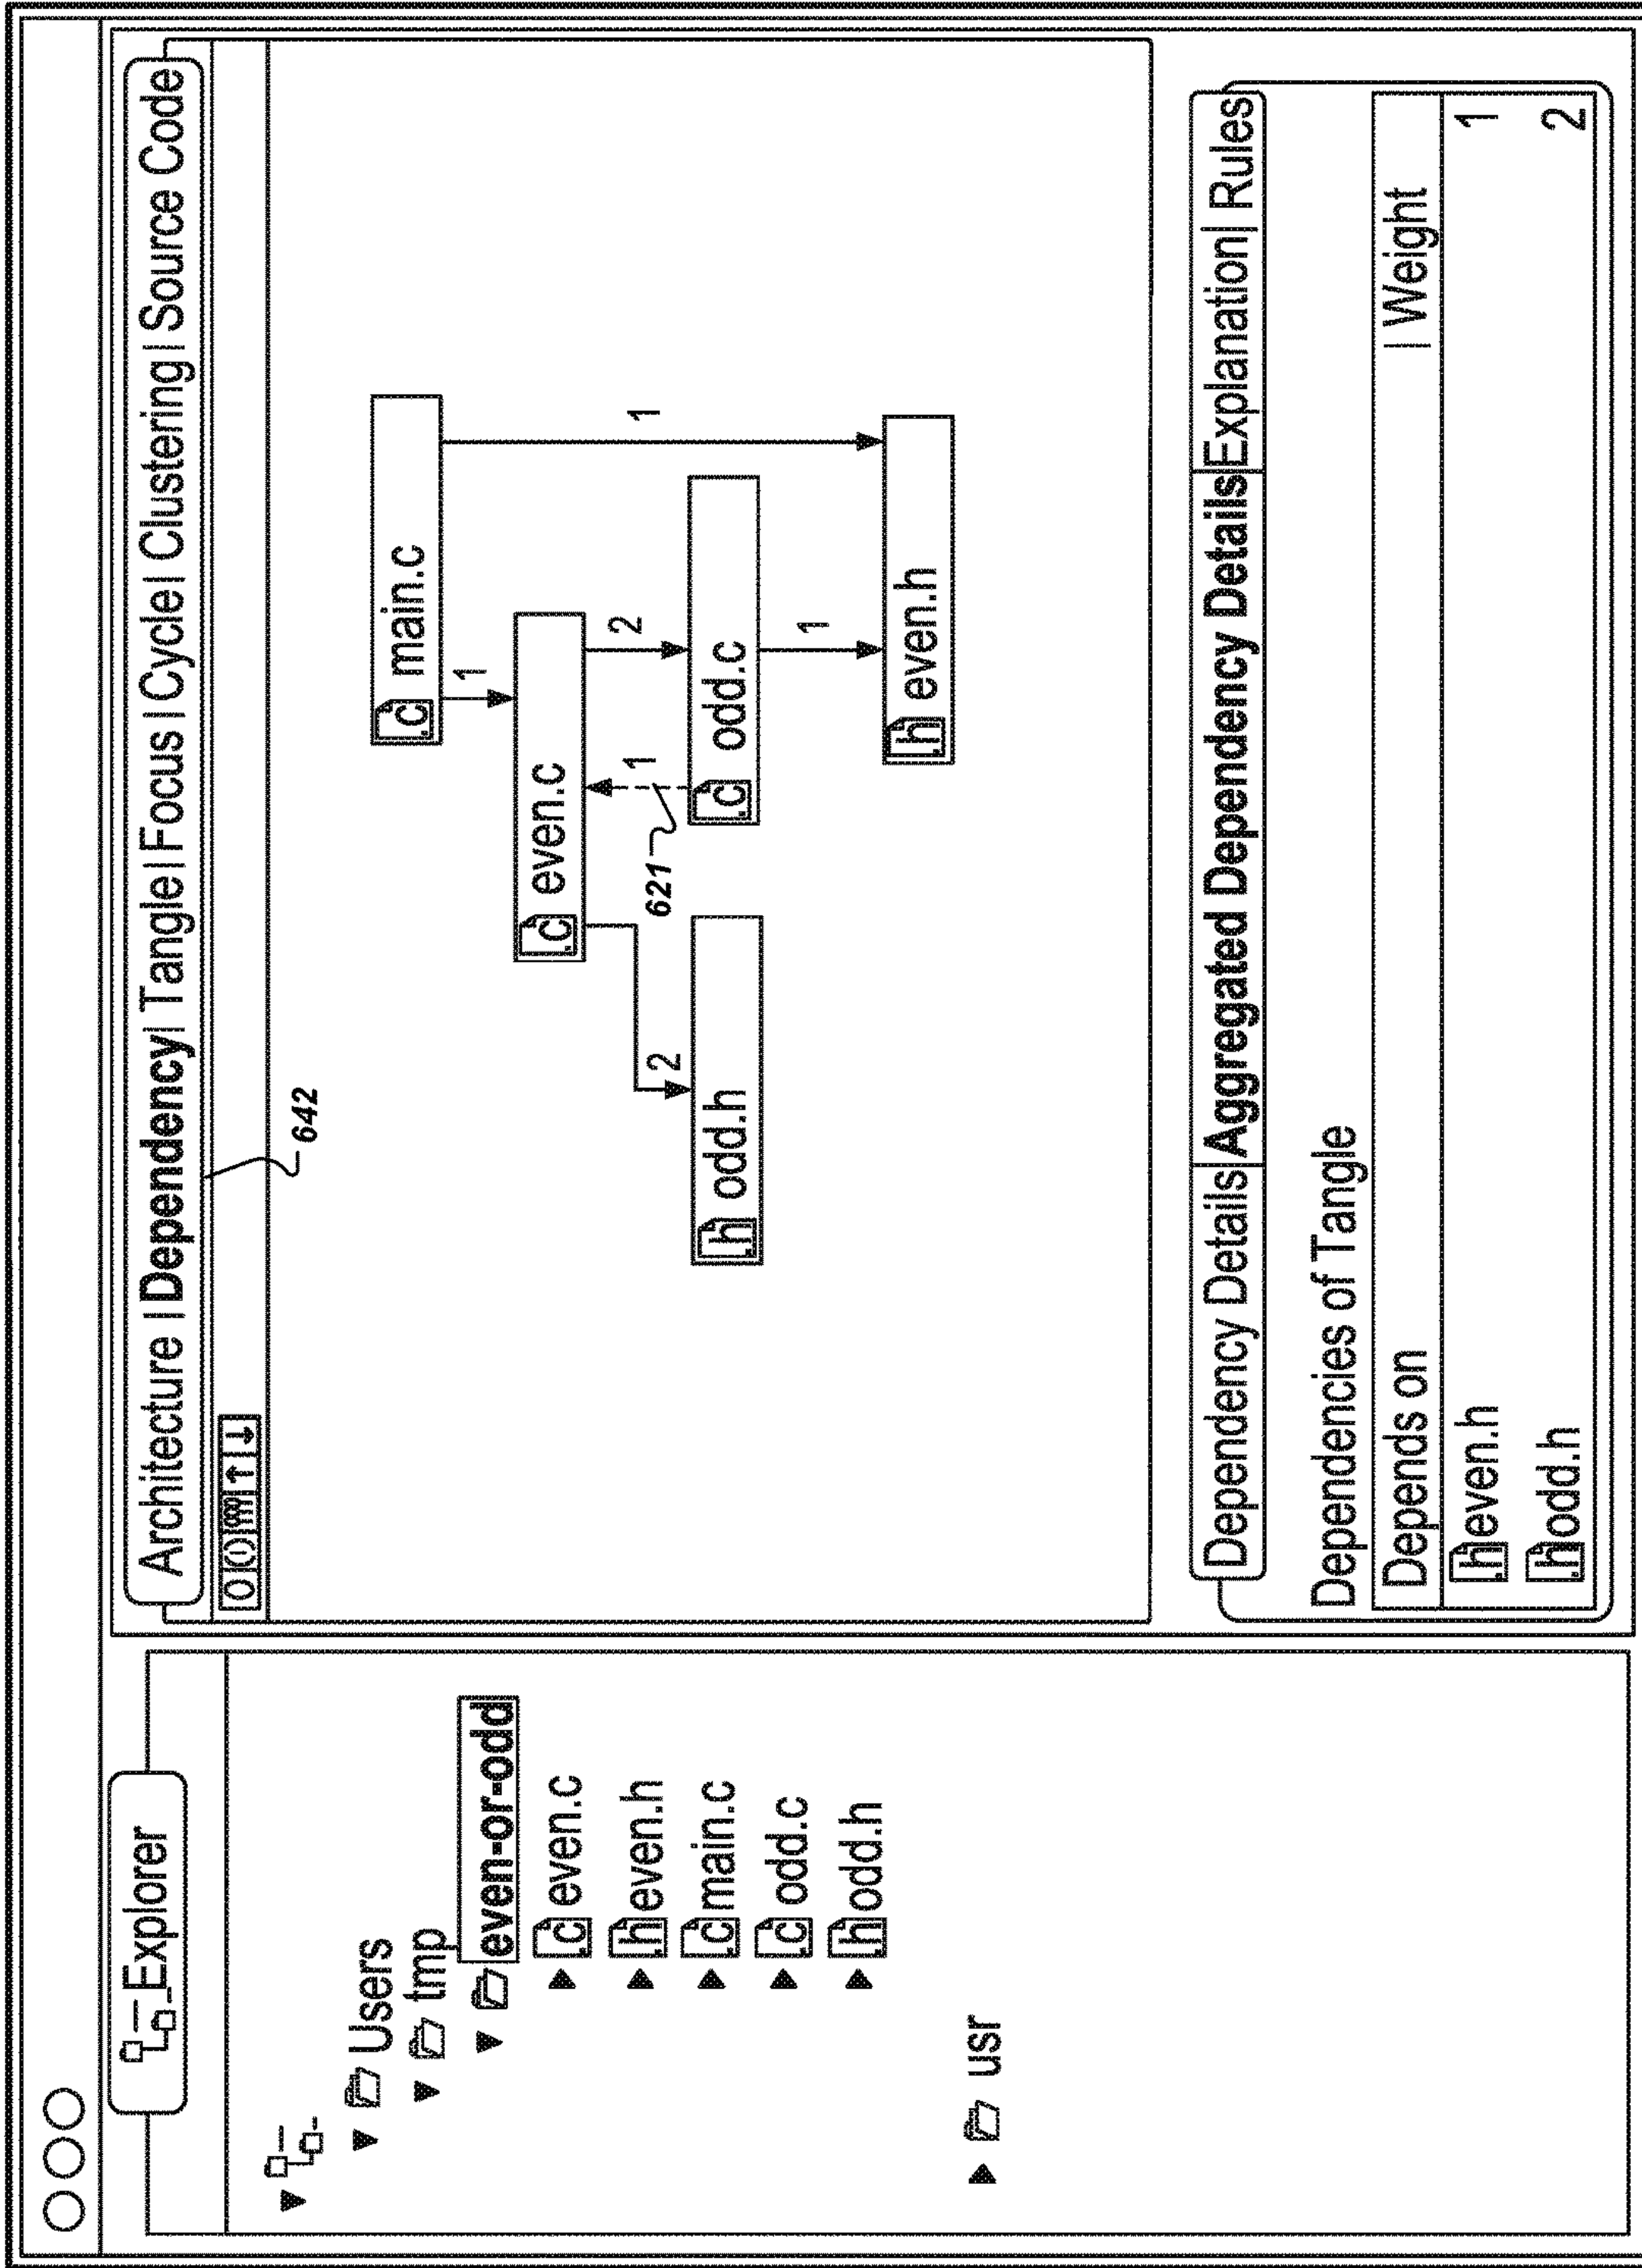 Explorer
Users
tmp
even-or-odd
.c even.c
.h even.h
.c main.c
.c odd.c
.h odd.h
usr
Architecture | Dependency | Tangle | Focus | Cycle | Clustering | Source Code
642
.c main.c
1
1
.c even.c
2
2
1
621
.h odd.h
.c odd.c
1
.h even.h
Dependency Details | Aggregated Dependency Details | Explanation | Rules
Dependencies of Tangle
Depends on | Weight
.h even.h 1
.h odd.h 2